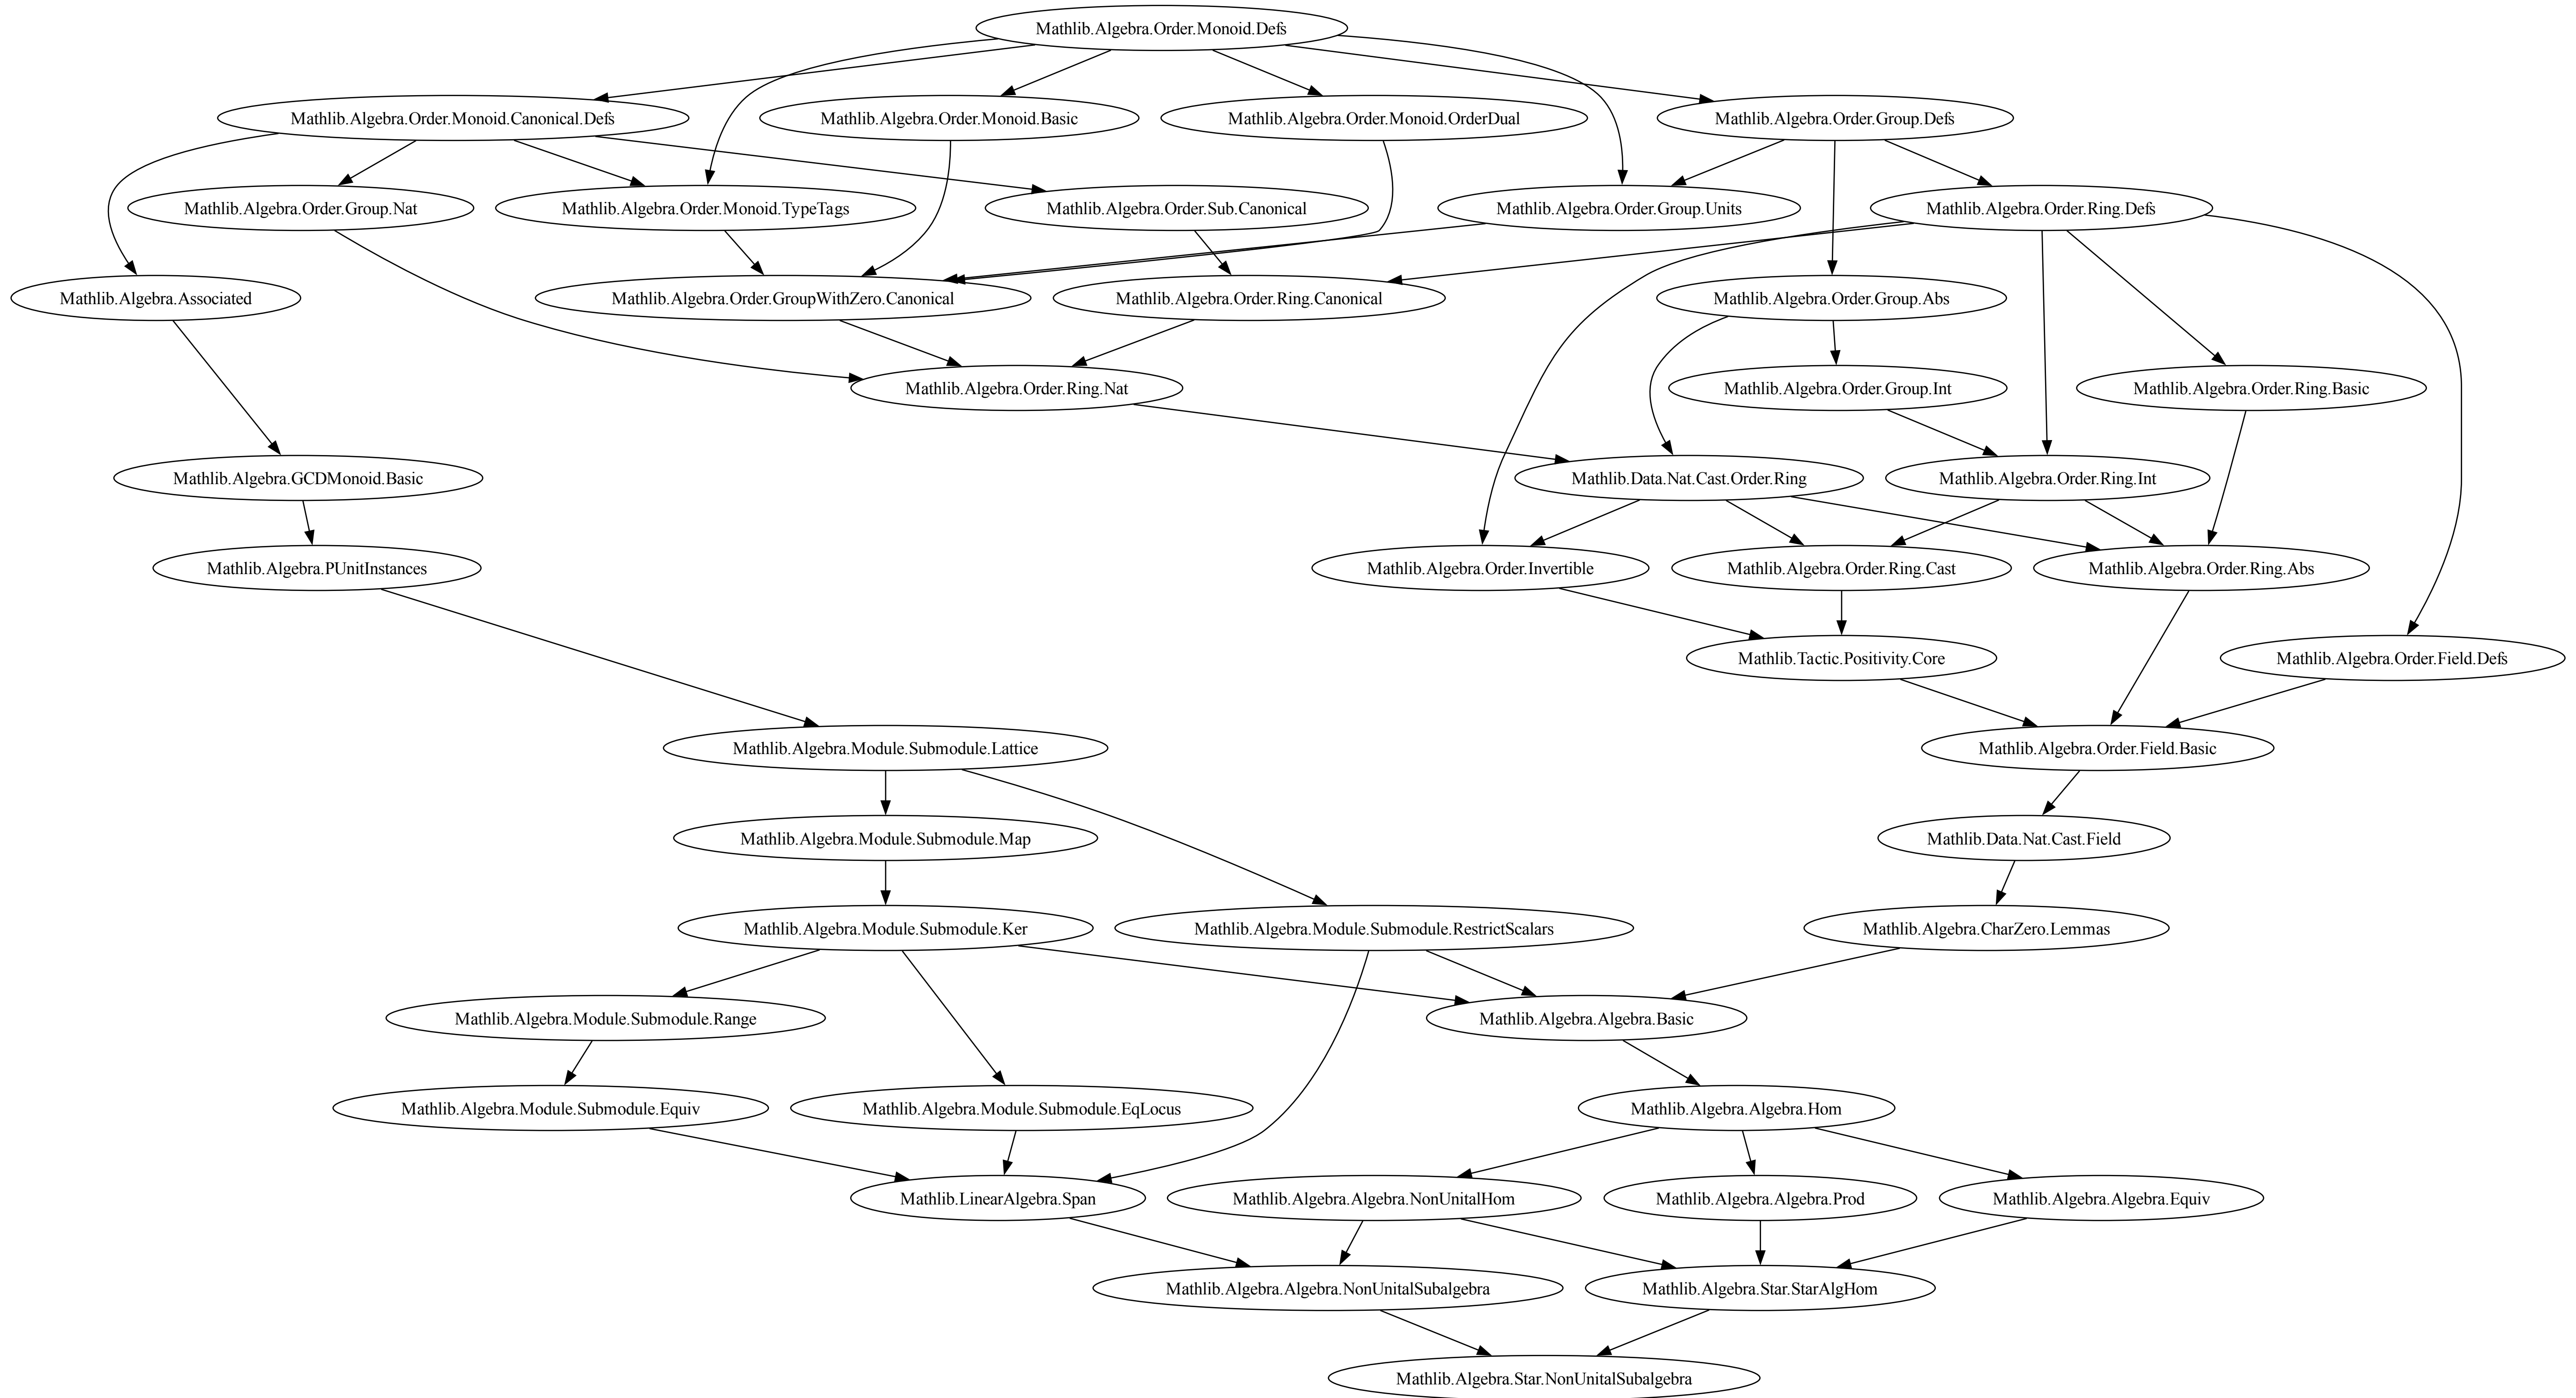 Mathlib.Algebra.Order.Monoid.Defs
Mathlib.Algebra.Order.Monoid.Canonical.Defs
Mathlib.Algebra.Order.Monoid.Basic
Mathlib.Algebra.Order.Monoid.OrderDual
Mathlib.Algebra.Order.Group.Defs
Mathlib.Algebra.Order.Group.Nat
Mathlib.Algebra.Order.Monoid.TypeTags
Mathlib.Algebra.Order.Sub.Canonical
Mathlib.Algebra.Order.Group.Units
Mathlib.Algebra.Order.Ring.Defs
Mathlib.Algebra.Associated
Mathlib.Algebra.Order.GroupWithZero.Canonical
Mathlib.Algebra.Order.Ring.Canonical
Mathlib.Algebra.Order.Group.Abs
Mathlib.Algebra.Order.Ring.Nat
Mathlib.Algebra.Order.Group.Int
Mathlib.Algebra.Order.Ring.Basic
Mathlib.Algebra.GCDMonoid.Basic
Mathlib.Data.Nat.Cast.Order.Ring
Mathlib.Algebra.Order.Ring.Int
Mathlib.Algebra.PUnitInstances
Mathlib.Algebra.Order.Invertible
Mathlib.Algebra.Order.Ring.Cast
Mathlib.Algebra.Order.Ring.Abs
Mathlib.Tactic.Positivity.Core
Mathlib.Algebra.Order.Field.Defs
Mathlib.Algebra.Module.Submodule.Lattice
Mathlib.Algebra.Order.Field.Basic
Mathlib.Algebra.Module.Submodule.Map
Mathlib.Data.Nat.Cast.Field
Mathlib.Algebra.Module.Submodule.Ker
Mathlib.Algebra.Module.Submodule.RestrictScalars
Mathlib.Algebra.CharZero.Lemmas
Mathlib.Algebra.Module.Submodule.Range
Mathlib.Algebra.Algebra.Basic
Mathlib.Algebra.Module.Submodule.Equiv
Mathlib.Algebra.Module.Submodule.EqLocus
Mathlib.Algebra.Algebra.Hom
Mathlib.LinearAlgebra.Span
Mathlib.Algebra.Algebra.NonUnitalHom
Mathlib.Algebra.Algebra.Prod
Mathlib.Algebra.Algebra.Equiv
Mathlib.Algebra.Algebra.NonUnitalSubalgebra
Mathlib.Algebra.Star.StarAlgHom
Mathlib.Algebra.Star.NonUnitalSubalgebra